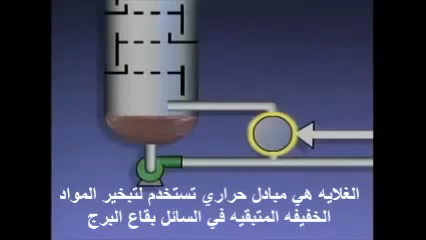 الغلايه هي مبادل حراري تستخدم لتبخير المواد
الخفيفه المتبقيه في السائل بقاع البرج